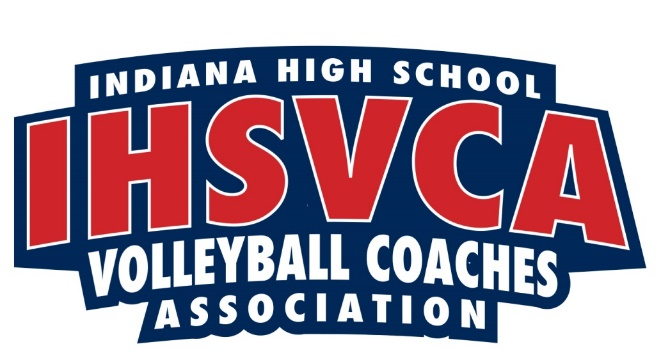 INDIANA HIGH SCHOOL
IHSVCA
VOLLEYBALL COACHES
ASSOCIATION